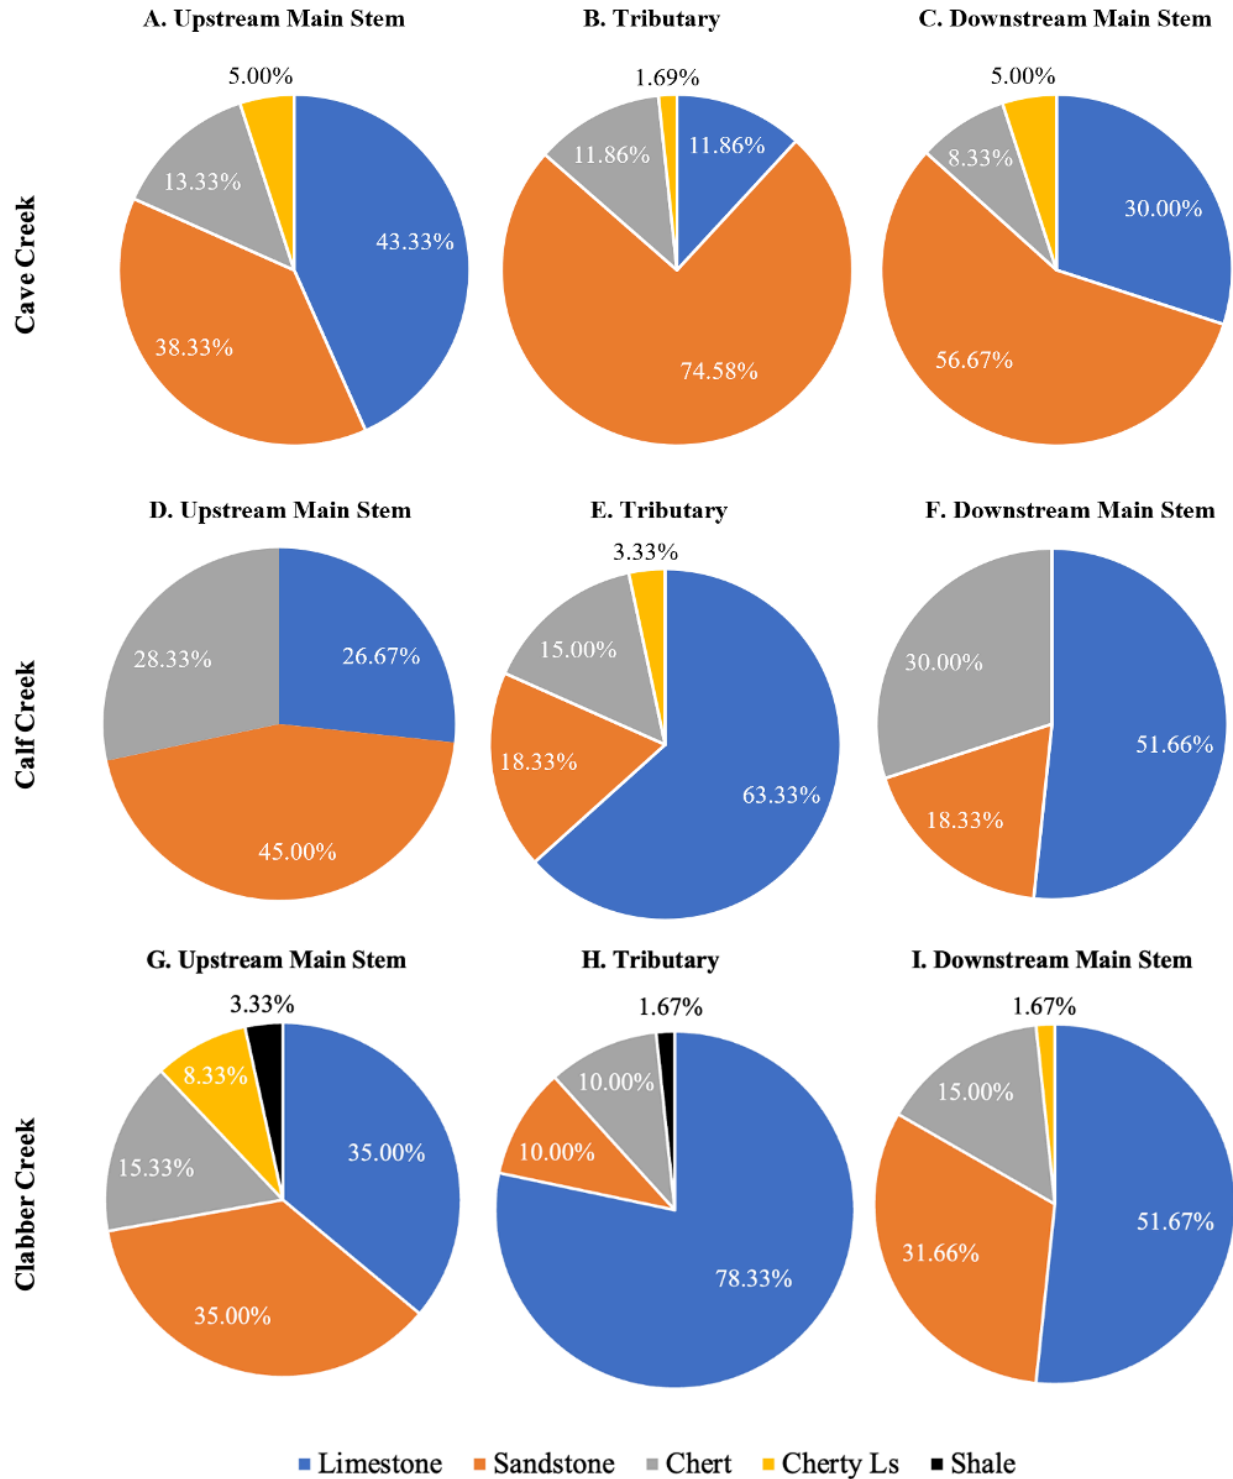 A. Upstream Main Stem
B. Tributary
C. Downstream Main Stem
Cave Creek
5.00%
13.33%
43.33%
38.33%
1.69%
11.86%
11.86%
74.58%
5.00%
8.33%
30.00%
56.67%
D. Upstream Main Stem
E. Tributary
F. Downstream Main Stem
Calf Creek
28.33%
26.67%
45.00%
3.33%
15.00%
18.33%
63.33%
30.00%
51.66%
18.33%
G. Upstream Main Stem
H. Tributary
I. Downstream Main Stem
Clabber Creek
3.33%
8.33%
15.33%
35.00%
35.00%
1.67%
10.00%
10.00%
78.33%
1.67%
15.00%
31.66%
51.67%
Limestone Sandstone Chert Cherty Ls Shale